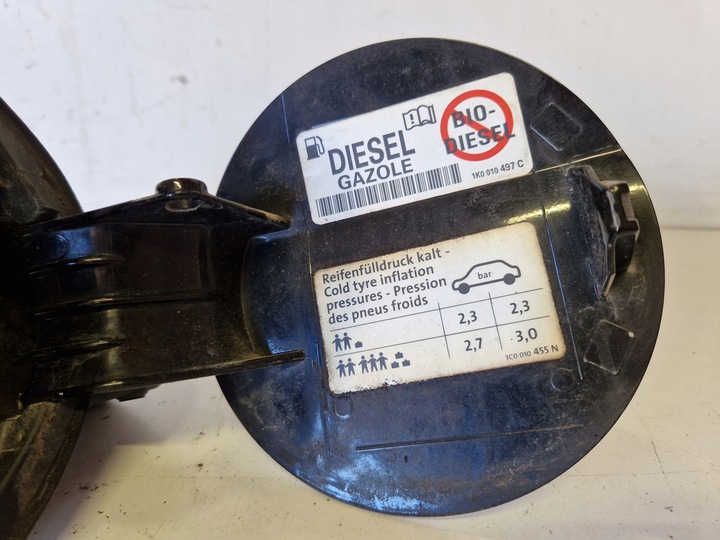 DIESEL
GAZOLE
BIO-
DIESEL
1K0 010 497 C
Reifenfülldruck kalt -
Cold tyre inflation
pressures - Pression
des pneus froids
bar
2,3 2,3
2,7 3,0
3C0 010 455 N